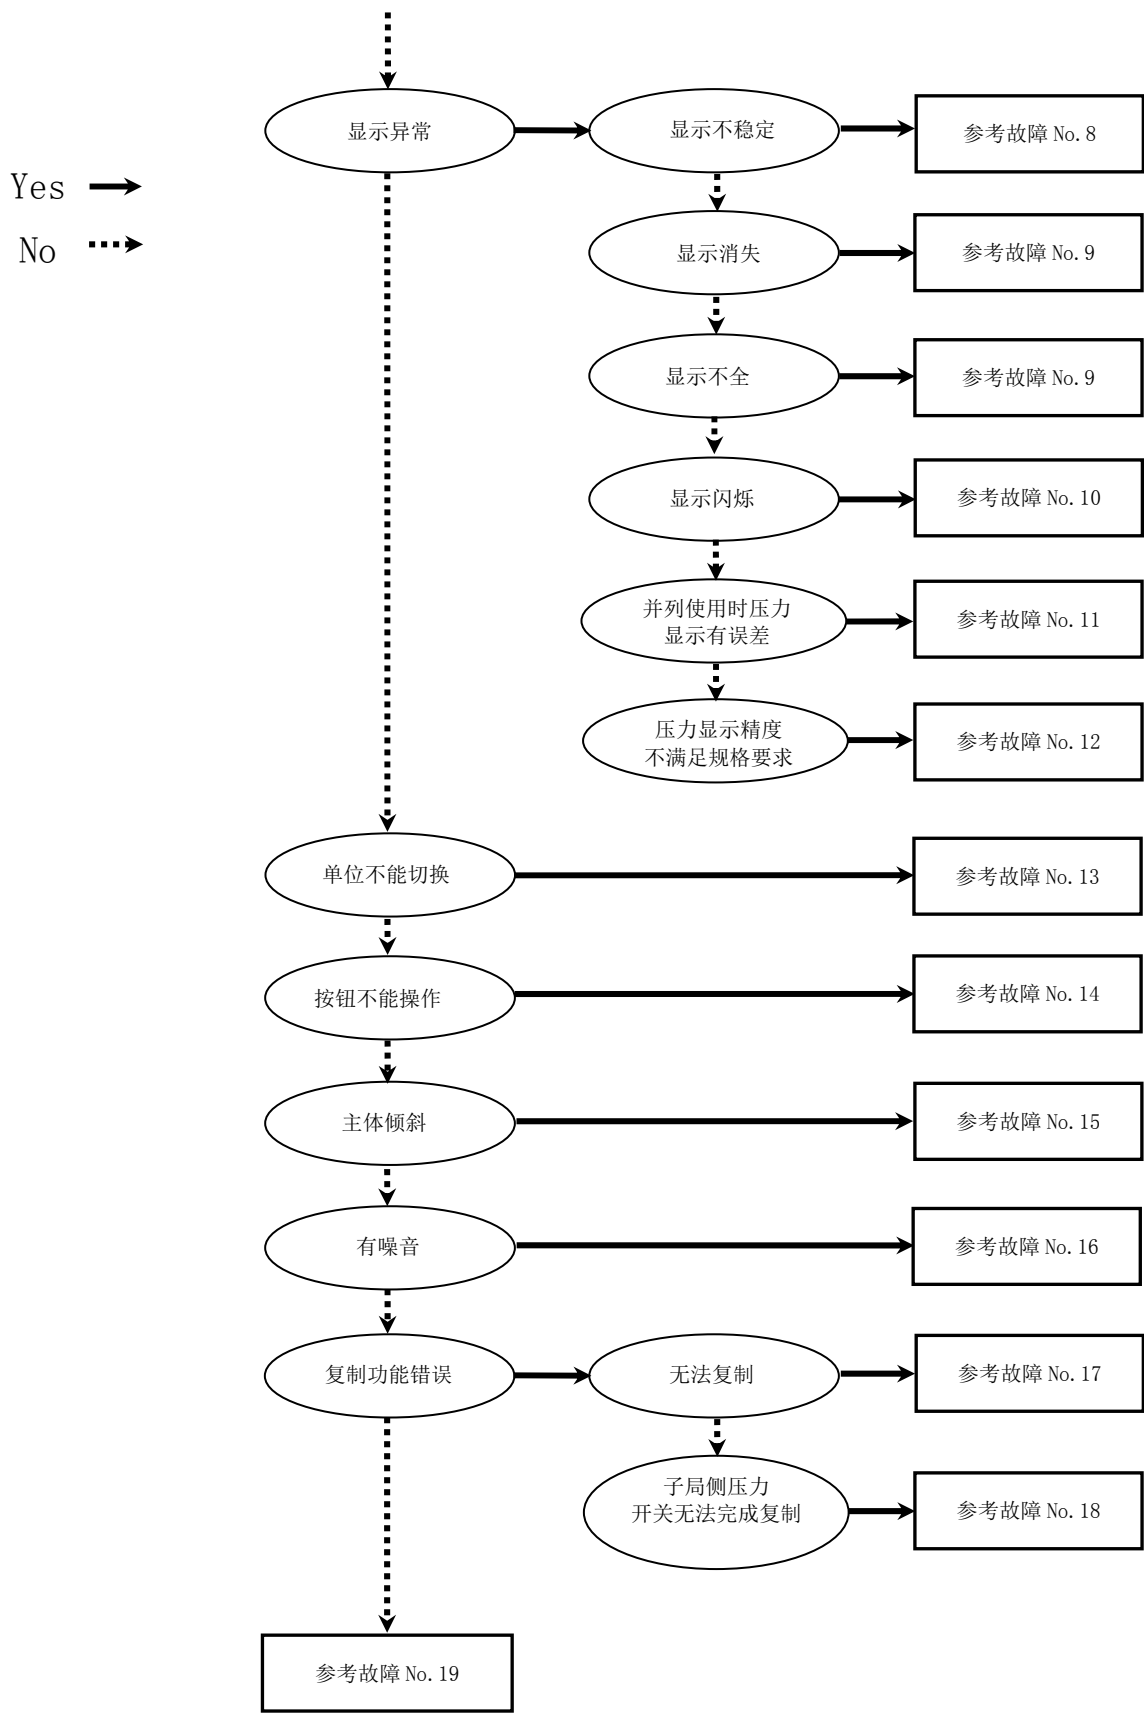 显示异常
显示不稳定
参考故障 No.8
Yes
No
显示消失
参考故障 No.9
显示不全
参考故障 No.9
显示闪烁
参考故障 No.10
并列使用时压力
显示有误差
参考故障 No.11
压力显示精度
不满足规格要求
参考故障 No.12
单位不能切换
参考故障 No.13
按钮不能操作
参考故障 No.14
主体倾斜
参考故障 No.15
有噪音
参考故障 No.16
复制功能错误
无法复制
参考故障 No.17
子局侧压力
开关无法完成复制
参考故障 No.18
参考故障 No.19